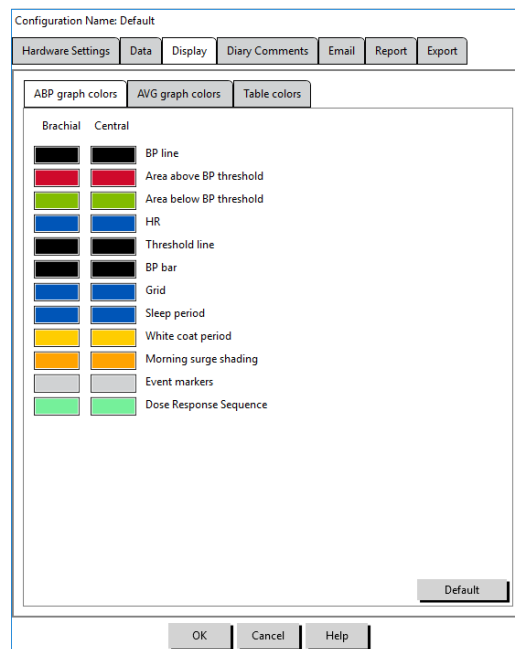 Configuration Name: Default
Hardware Settings Data Display Diary Comments Email Report Export
ABP graph colors AVG graph colors Table colors
Brachial Central
BP line
Area above BP threshold
Area below BP threshold
HR
Threshold line
BP bar
Grid
Sleep period
White coat period
Morning surge shading
Event markers
Dose Response Sequence
Default
OK Cancel Help